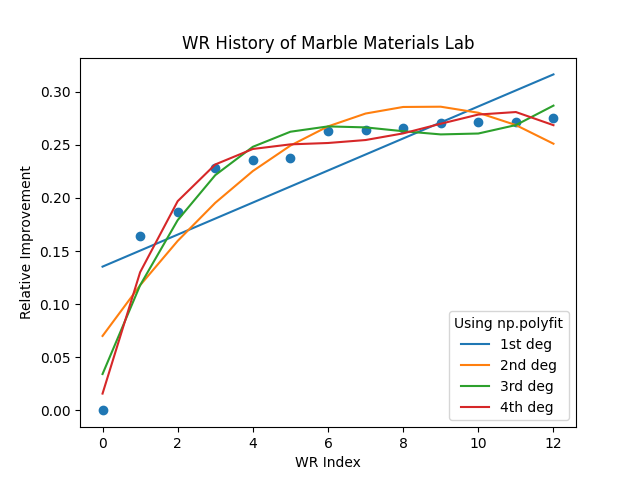 WR History of Marble Materials Lab
Relative Improvement
0.30
0.25
0.20
0.15
0.10
0.05
0.00
Using np.polyfit
1st deg
2nd deg
3rd deg
4th deg
0 2 4 6 8 10 12
WR Index